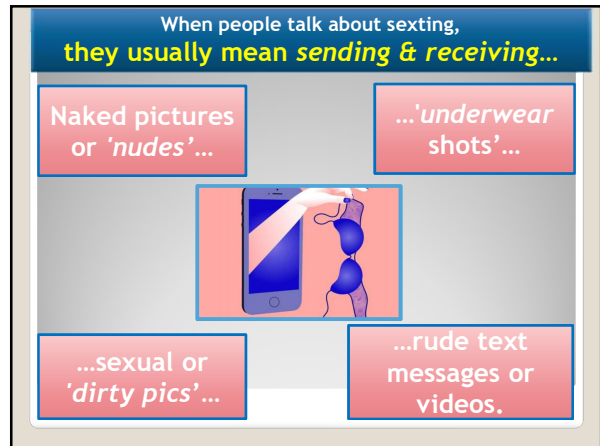 When people talk about sexting,
they usually mean sending & receiving…
Naked pictures
or 'nudes’…
…'underwear
shots’…
…sexual or
'dirty pics’…
…rude text
messages or
videos.